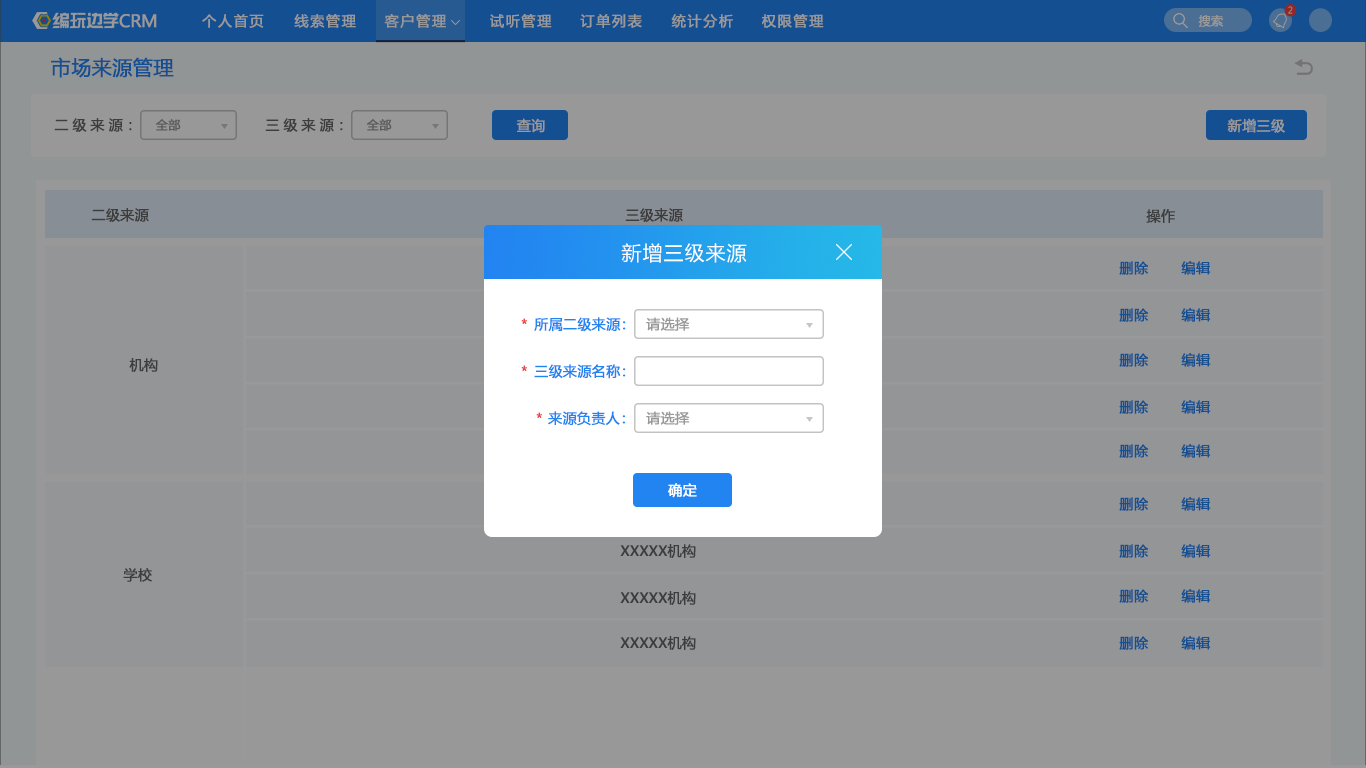 编玩边学CRM 个人首页 线索管理 客户管理 试听管理 订单列表 统计分析 权限管理 搜索 2
市场来源管理
二级来源： 全部 三级来源： 全部 查询 新增三级
二级来源 三级来源 操作
新增三级来源
删除 编辑
* 所属二级来源： 请选择
删除 编辑
机构
* 三级来源名称：
删除 编辑
* 来源负责人： 请选择
删除 编辑
删除 编辑
确定
删除 编辑
学校
XXXXX机构 删除 编辑
XXXXX机构 删除 编辑
XXXXX机构 删除 编辑